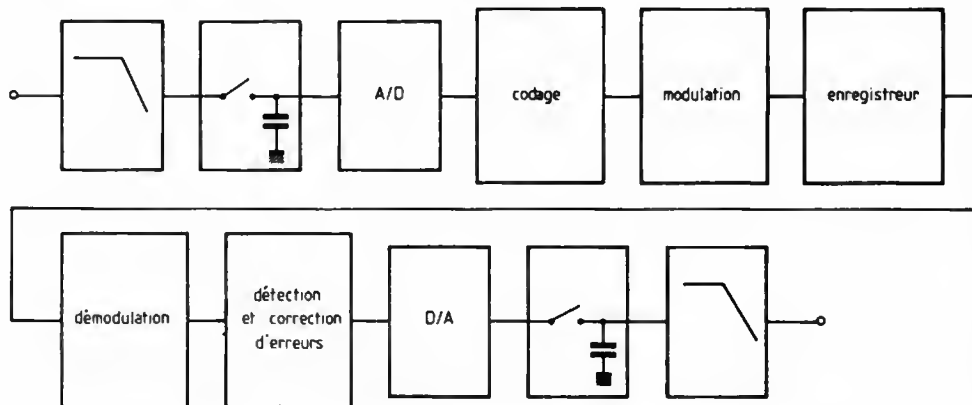 A/D
codage
modulation
enregistreur
démodulation
détection
et correction
d'erreurs
D/A